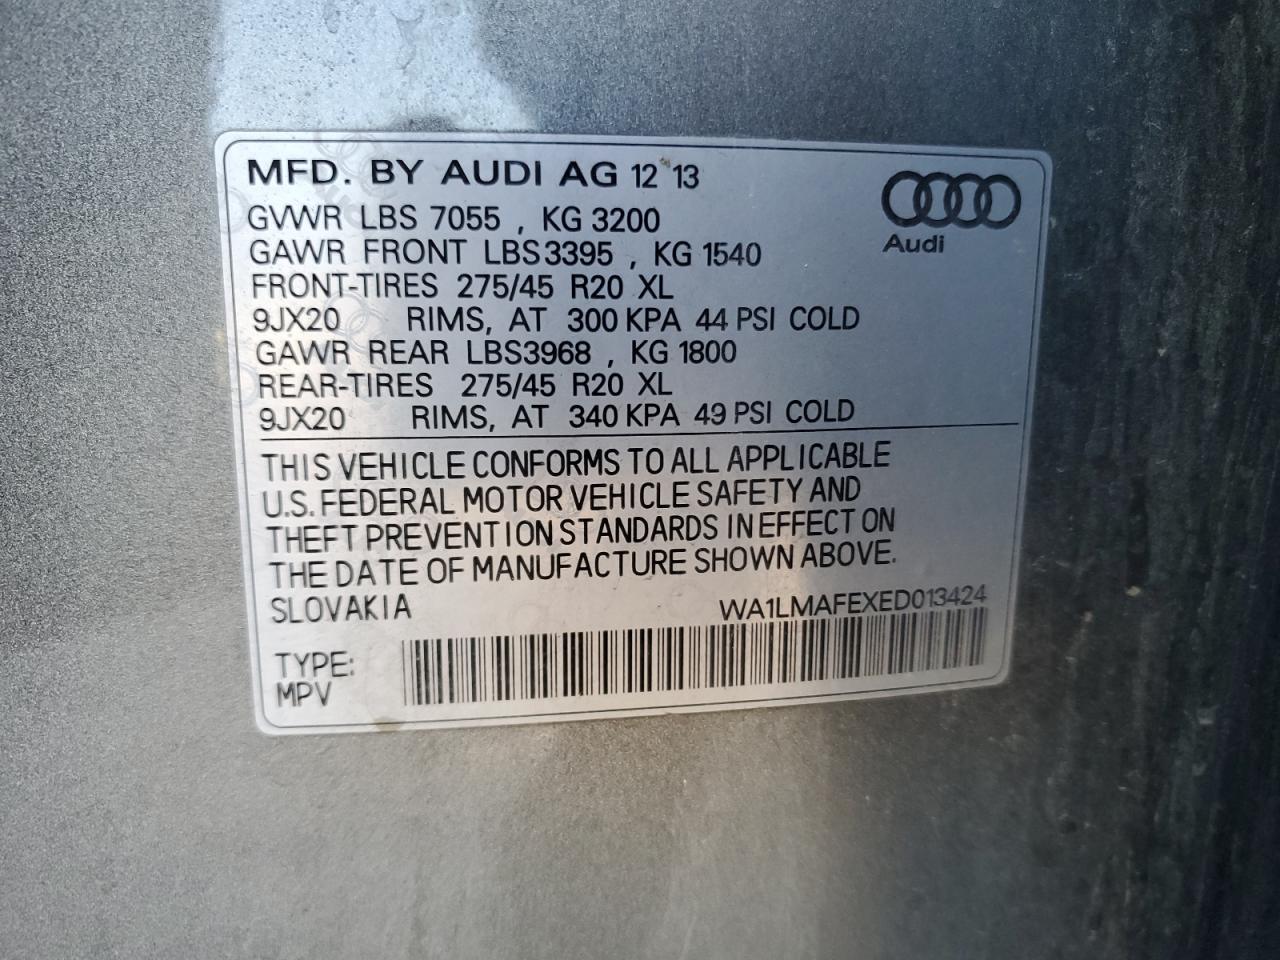 MFD. BY AUDI AG 12 13
Audi
GVWR LBS 7055 , KG 3200
GAWR FRONT LBS3395 , KG 1540
FRONT-TIRES 275/45 R20 XL
9JX20 RIMS, AT 300 KPA 44 PSI COLD
GAWR REAR LBS3968 , KG 1800
REAR-TIRES 275/45 R20 XL
9JX20 RIMS, AT 340 KPA 49 PSI COLD
THIS VEHICLE CONFORMS TO ALL APPLICABLE
U.S. FEDERAL MOTOR VEHICLE SAFETY AND
THEFT PREVENTION STANDARDS IN EFFECT ON
THE DATE OF MANUFACTURE SHOWN ABOVE.
SLOVAKIA WA1LMAFEXED013424
TYPE:
MPV